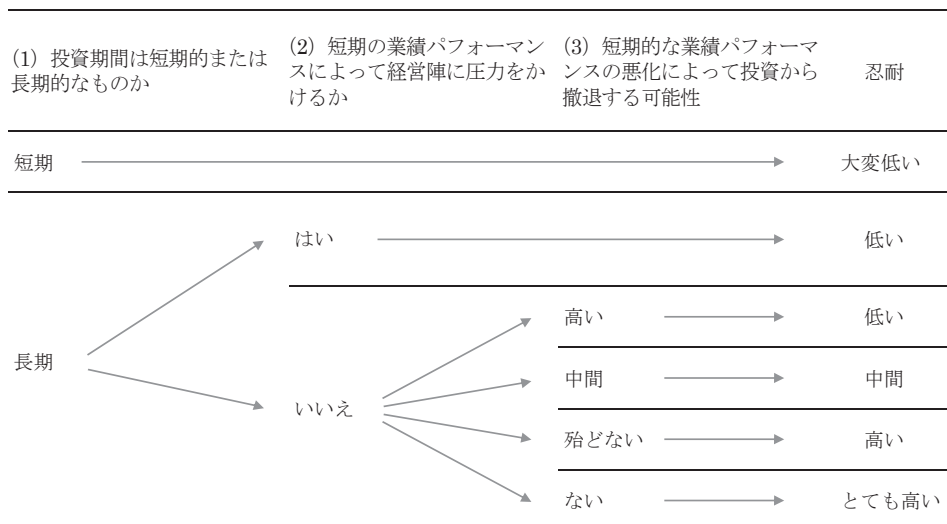 (1) 投資期間は短期的または
長期的なものか
(2) 短期の業績パフォーマン
スによって経営陣に圧力をか
けるか
(3) 短期的な業績パフォーマ
ンスの悪化によって投資から
撤退する可能性
忍耐
短期
大変低い
はい
低い
長期
いいえ
高い
低い
中間
中間
殆どない
高い
ない
とても高い